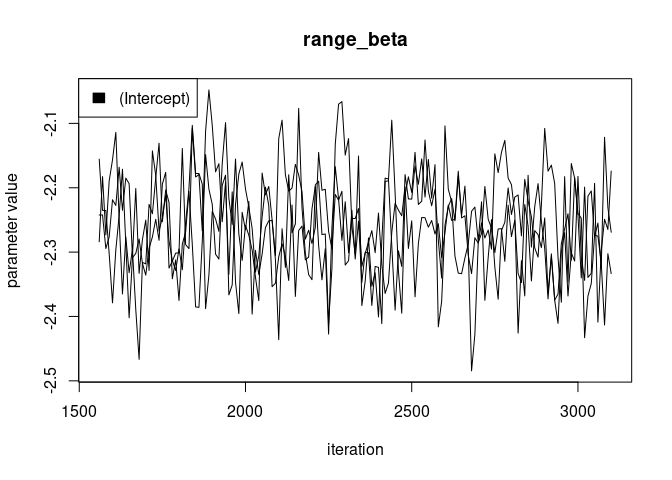 range_beta
(Intercept)
parameter value
-2.1
-2.2
-2.3
-2.4
-2.5
1500
2000
2500
3000
iteration